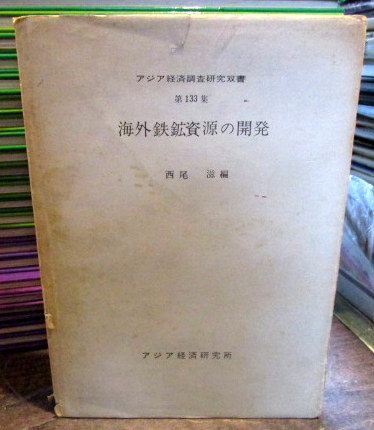 アジア経済調査研究双書
第133集
海外鉄鉱資源の開発
西尾 滋編
アジア経済研究所